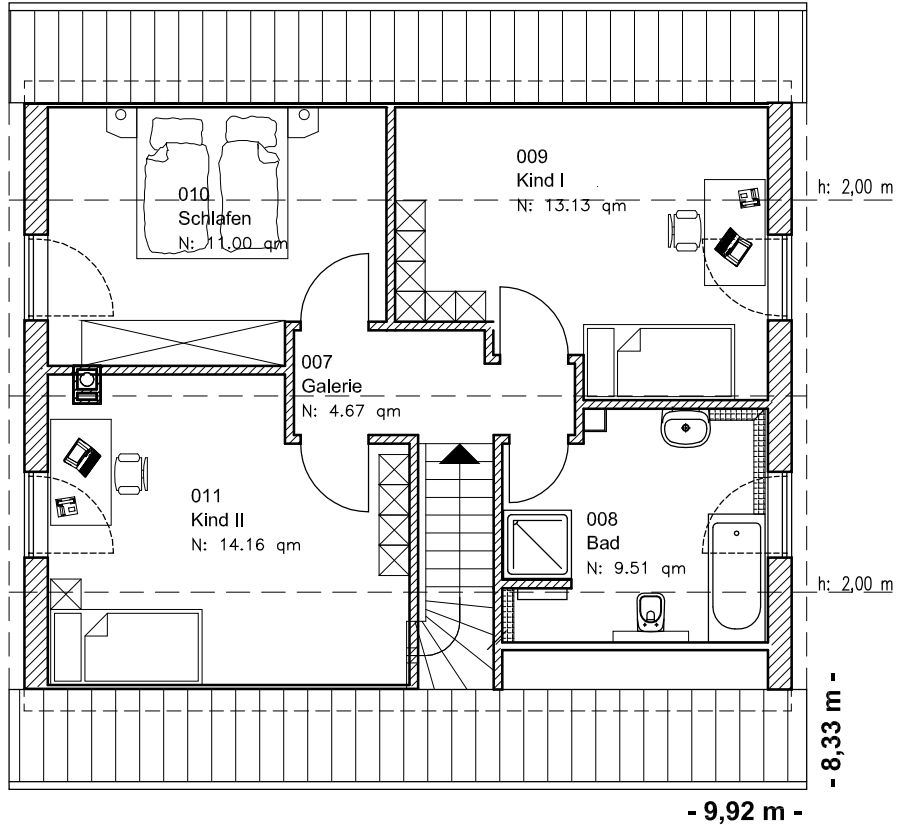 009
Kind I
N: 13.13 qm
h: 2,00 m
010
Schlafen
N: 11.00 qm
007
Galerie
N: 4.67 qm
011
Kind II
N: 14.16 qm
008
Bad
N: 9.51 qm
h: 2,00 m
- 8,33 m -
- 9,92 m -